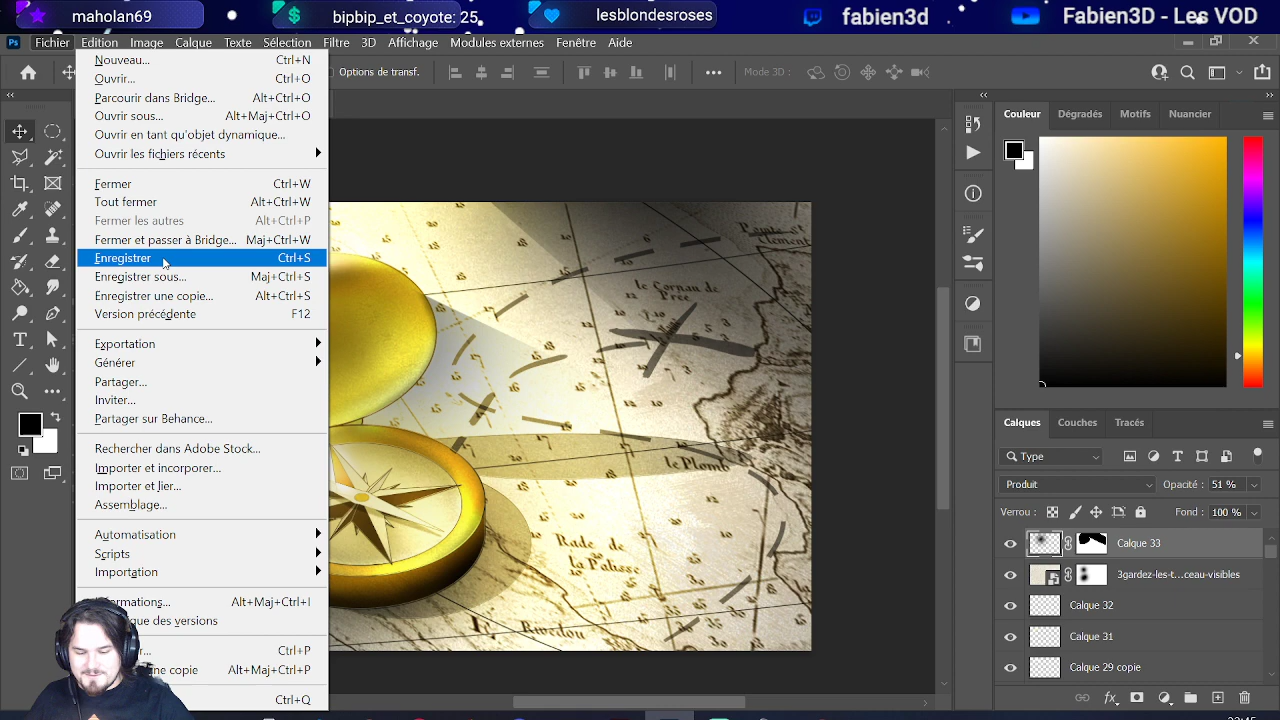 maholan69
bipbip_et_coyote: 25
lesblondesroses
fabien3d
Fabien3D - Les VOD
Ps
Fichier Edition Image Calque Texte Sélection Filtre 3D Affichage Modules externes Fenêtre Aide
Options de transf.
Mode 3D :
Nouveau... Ctrl+N
Ouvrir... Ctrl+O
Parcourir dans Bridge... Alt+Ctrl+O
Ouvrir sous... Alt+Maj+Ctrl+O
Ouvrir en tant qu'objet dynamique...
Ouvrir les fichiers récents
Fermer Ctrl+W
Tout fermer Alt+Ctrl+W
Fermer les autres Alt+Ctrl+P
Fermer et passer à Bridge... Maj+Ctrl+W
Enregistrer Ctrl+S
Enregistrer sous... Maj+Ctrl+S
Enregistrer une copie... Alt+Ctrl+S
Version précédente F12
Exportation
Générer
Partager...
Inviter...
Partager sur Behance...
Rechercher dans Adobe Stock...
Importer et incorporer...
Importer et lier...
Assemblage...
Automatisation
Scripts
Importation
ormations... Alt+Maj+Ctrl+I
que des versions
Ctrl+P
ne copie Alt+Maj+Ctrl+P
Ctrl+Q
le Cornau de
Pree
le Plomb
Rade de
la Palisse
Rivedou
Couleur Dégradés Motifs Nuancier
Calques Couches Tracés
Type
Produit Opacité : 51 %
Verrou : Fond : 100 %
Calque 33
3gardez-les-t...ceau-visibles
Calque 32
Calque 31
Calque 29 copie